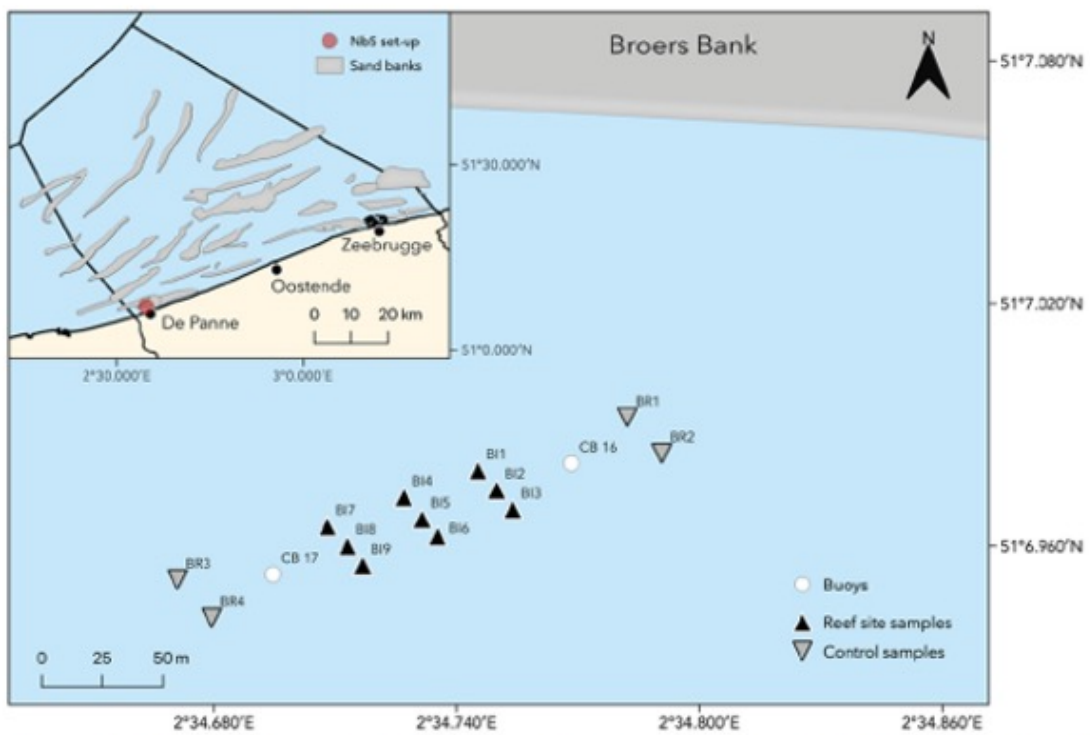 Broers Bank
N
NbS set-up
Sand banks
Zeebrugge
Oostende
De Panne
0 10 20 km
51°30.000'N
51°0.000'N
2°30.000'E
3°0.000'E
51°7.080'N
51°7.020'N
51°6.960'N
BR1
BR2
CB 16
BI1
BI2
BI3
BI4
BI5
BI6
BI7
BI8
BI9
CB 17
BR3
BR4
Buoys
Reef site samples
Control samples
0 25 50 m
2°34.680'E
2°34.740'E
2°34.800'E
2°34.860'E